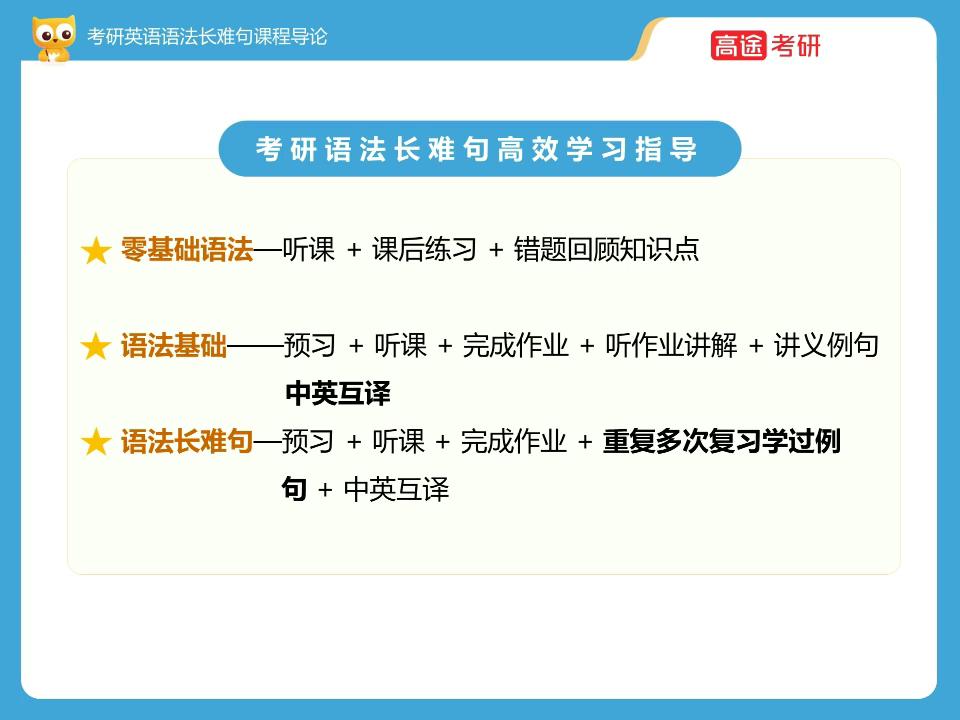 考研英语语法长难句课程导论
高途考研
考研语法长难句高效学习指导
零基础语法—听课 + 课后练习 + 错题回顾知识点
语法基础——预习 + 听课 + 完成作业 + 听作业讲解 + 讲义例句
中英互译
语法长难句—预习 + 听课 + 完成作业 + 重复多次复习学过例
句 + 中英互译